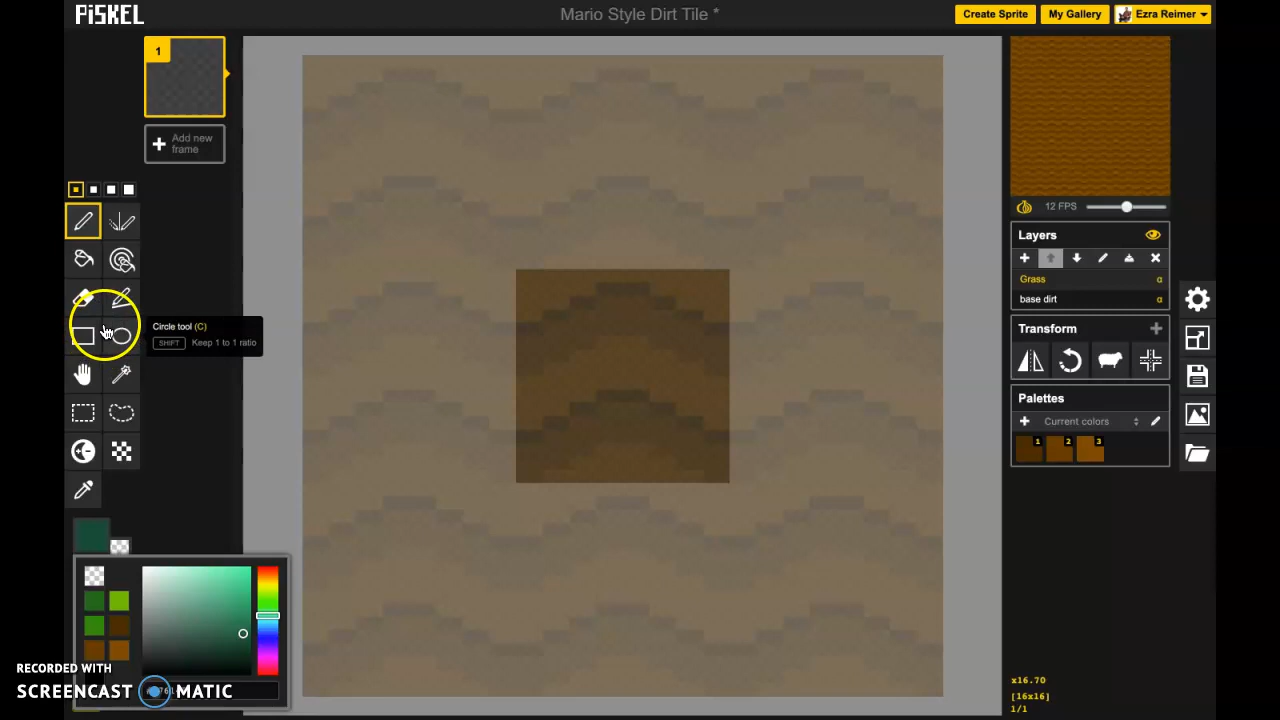 PiSKEL
Mario Style Dirt Tile *
Create Sprite
My Gallery
Ezra Reimer
1
Add new
frame
12 FPS
Layers
Grass
α
base dirt
α
Transform
Palettes
Current colors
1
2
3
Circle tool (C)
SHIFT
Keep 1 to 1 ratio
RECORDED WITH
SCREENCAST MATIC
x16.70
[16x16]
1/1